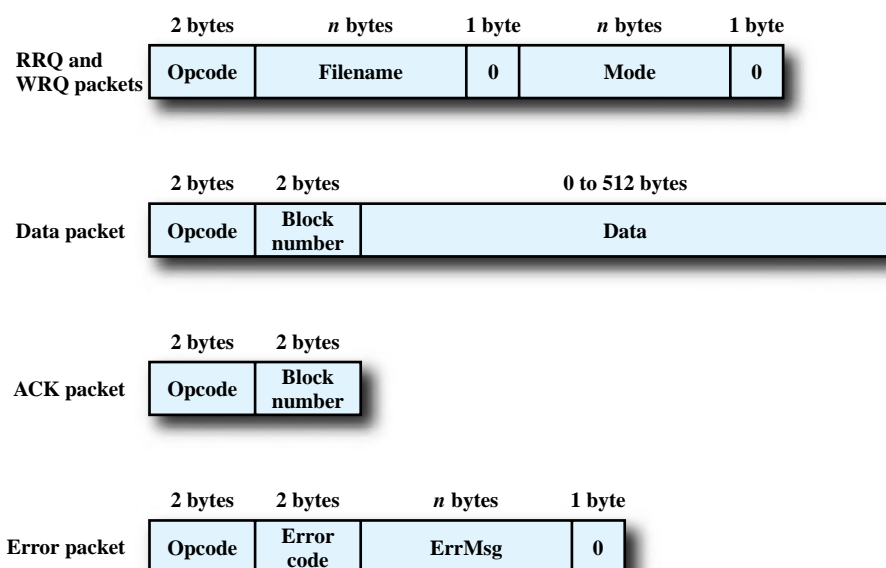 2 bytes n bytes 1 byte n bytes 1 byte
RRQ and
WRQ packets
Opcode Filename 0 Mode 0
2 bytes 2 bytes 0 to 512 bytes
Data packet Opcode Block
number Data
2 bytes 2 bytes
ACK packet Opcode Block
number
2 bytes 2 bytes n bytes 1 byte
Error packet Opcode Error
code ErrMsg 0